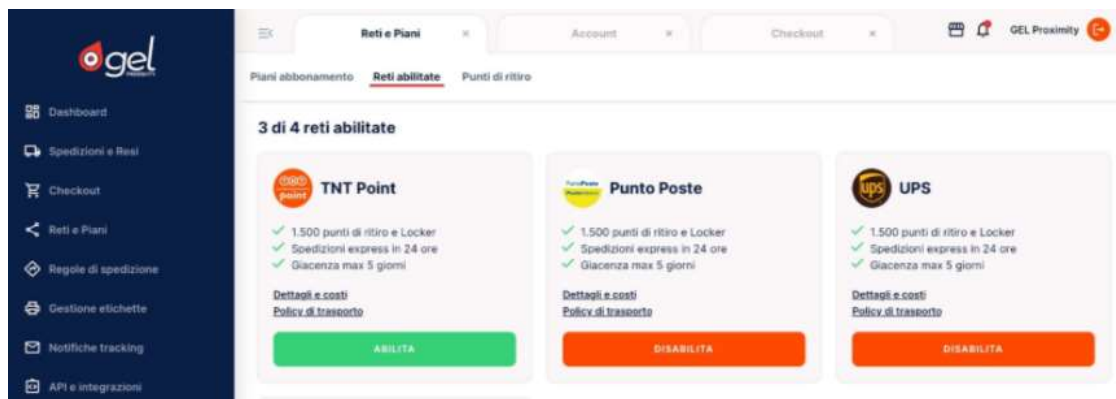 gel
PROXIMITY
Dashboard
Spedizioni e Resi
Checkout
Reti e Piani
Regole di spedizione
Gestione etichette
Notifiche tracking
API e integrazioni
Reti e Piani ×
Account ×
Checkout ×
GEL Proximity
Piani abbonamento Reti abilitate Punti di ritiro
3 di 4 reti abilitate
point
TNT Point
1.500 punti di ritiro e Locker
Spedizioni express in 24 ore
Giacenza max 5 giorni
Dettagli e costi
Policy di trasporto
ABILITA
PuntoPoste
Punto Poste
1.500 punti di ritiro e Locker
Spedizioni express in 24 ore
Giacenza max 5 giorni
Dettagli e costi
Policy di trasporto
DISABILITA
ups
UPS
1.500 punti di ritiro e Locker
Spedizioni express in 24 ore
Giacenza max 5 giorni
Dettagli e costi
Policy di trasporto
DISABILITA